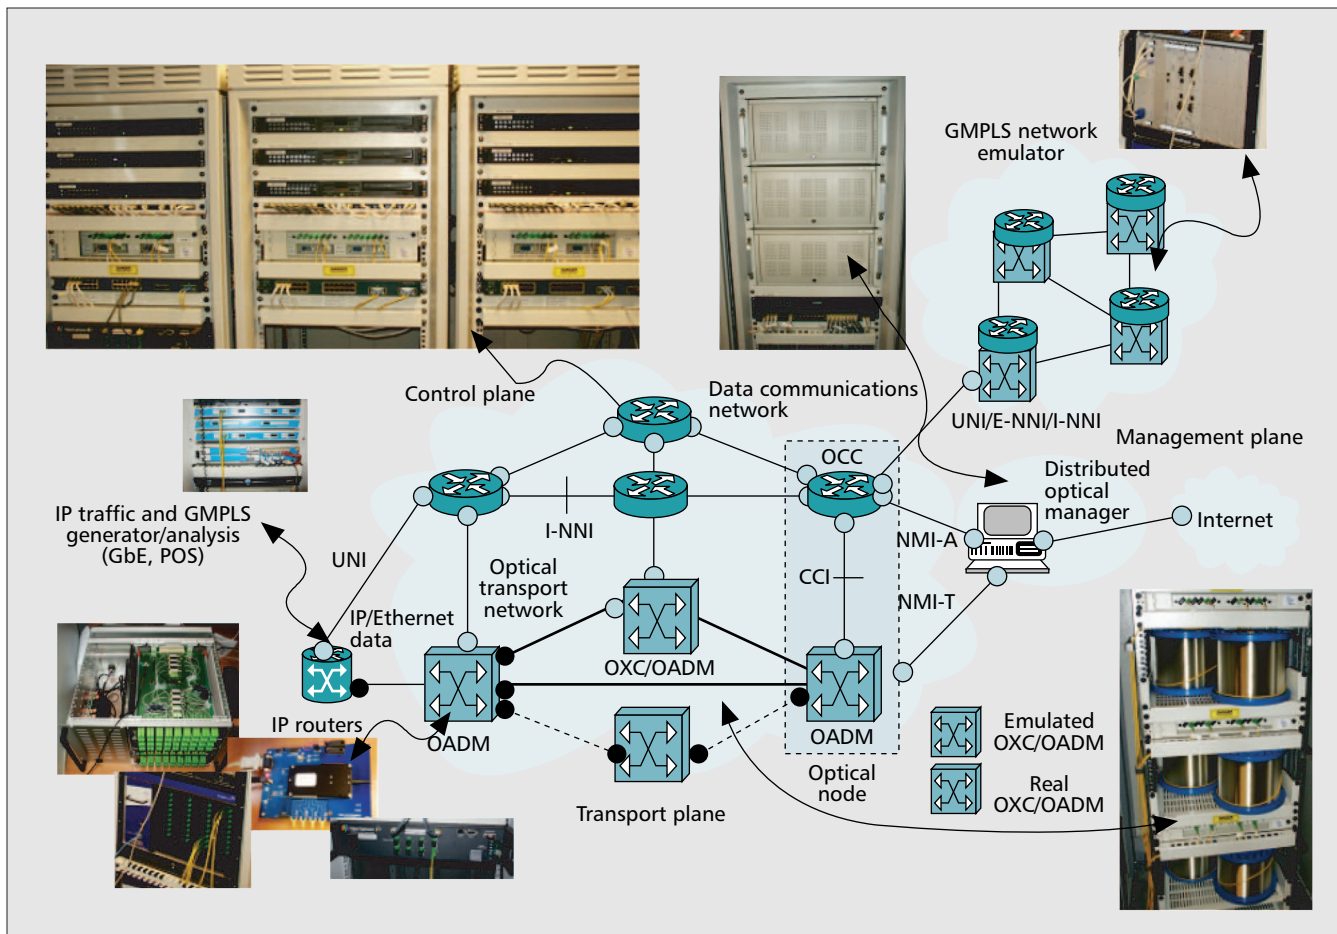 GMPLS network
emulator
Control plane
Data communications
network
UNI/E-NNI/I-NNI
Management plane
OCC
Distributed
optical
manager
IP traffic and GMPLS
generator/analysis
(GbE, POS)
UNI
I-NNI
NMI-A
Internet
Optical
transport
network
CCI
NMI-T
IP/Ethernet
data
OXC/OADM
IP routers
OADM
OADM
Emulated
OXC/OADM
Optical
node
Real
OXC/OADM
Transport plane